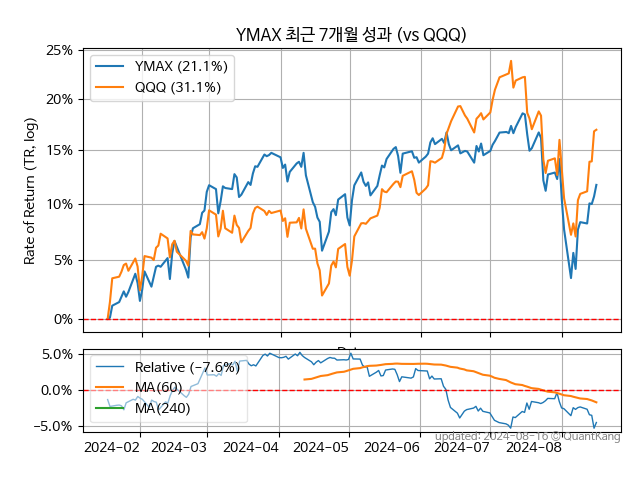 YMAX 최근 7개월 성과 (vs QQQ)
25%
20%
15%
10%
5%
0%
Rate of Return (TR, log)
YMAX (21.1%)
QQQ (31.1%)
5.0%
0.0%
−5.0%
Relative (−7.6%)
MA(60)
MA(240)
2024-02 2024-03 2024-04 2024-05 2024-06 2024-07 2024-08
updated: 2024-08-16 © QuantKang